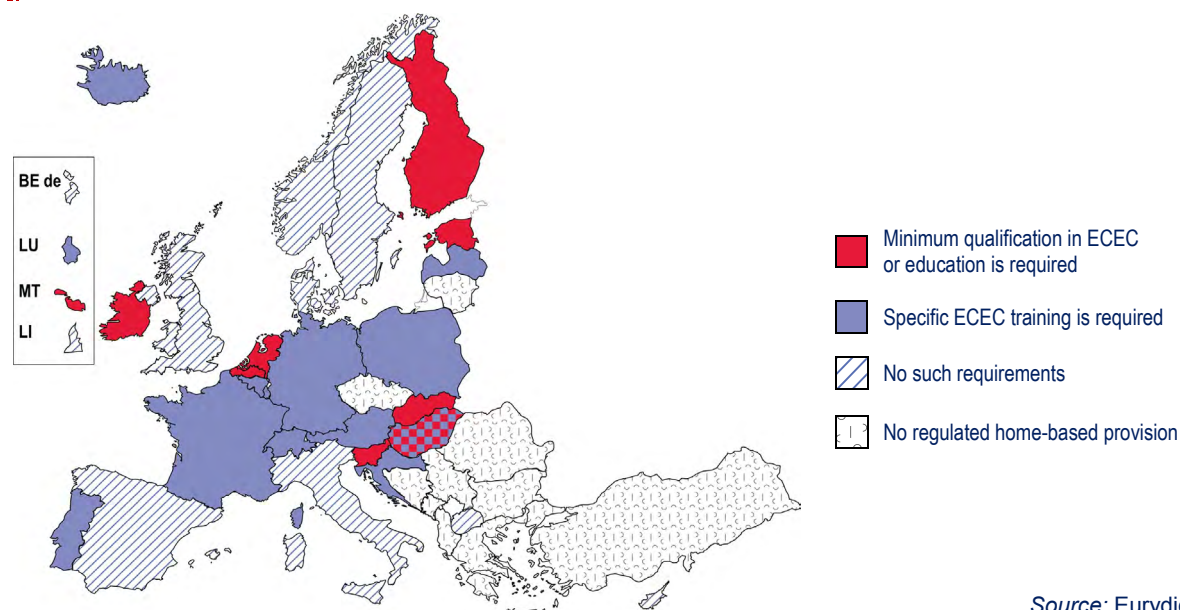 BE de
LU
MT
LI
Minimum qualification in ECEC
or education is required
Specific ECEC training is required
No such requirements
No regulated home-based provision
Source: Eurydi